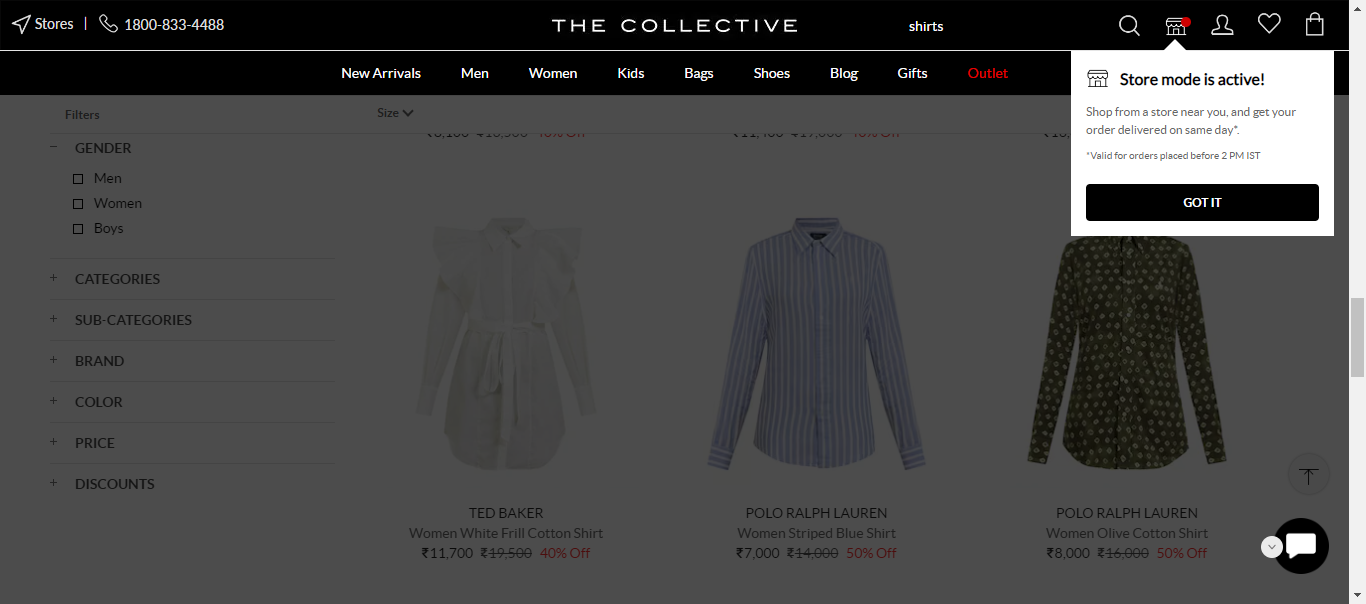 Stores | 1800-833-4488
THE COLLECTIVE
shirts
New Arrivals Men Women Kids Bags Shoes Blog Gifts Outlet
Store mode is active!
Shop from a store near you, and get your
order delivered on same day*.
*Valid for orders placed before 2 PM IST
GOT IT
Filters
Size
GENDER
Men
Women
Boys
CATEGORIES
SUB-CATEGORIES
BRAND
COLOR
PRICE
DISCOUNTS
TED BAKER
Women White Frill Cotton Shirt
₹11,700 ₹19,500 40% Off
POLO RALPH LAUREN
Women Striped Blue Shirt
₹7,000 ₹14,000 50% Off
POLO RALPH LAUREN
Women Olive Cotton Shirt
₹8,000 ₹16,000 50% Off